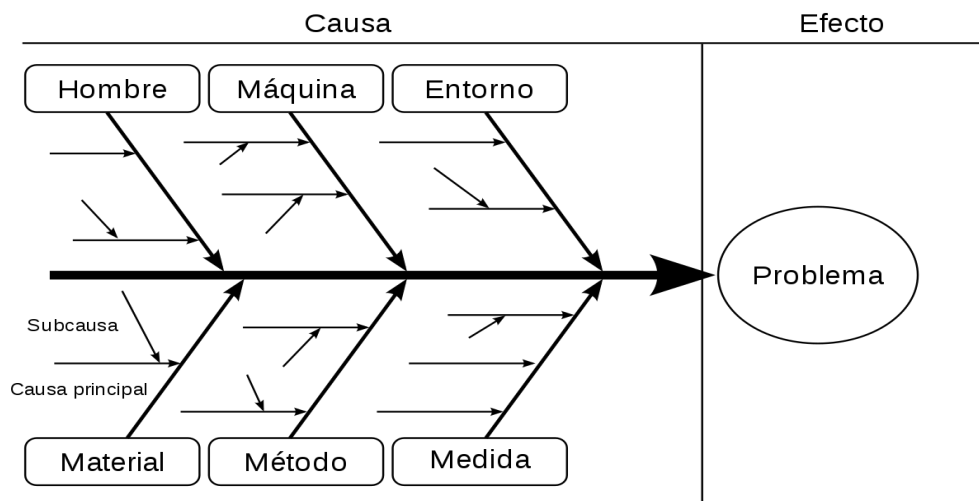 Causa
Efecto
Hombre
Máquina
Entorno
Problema
Subcausa
Causa principal
Material
Método
Medida